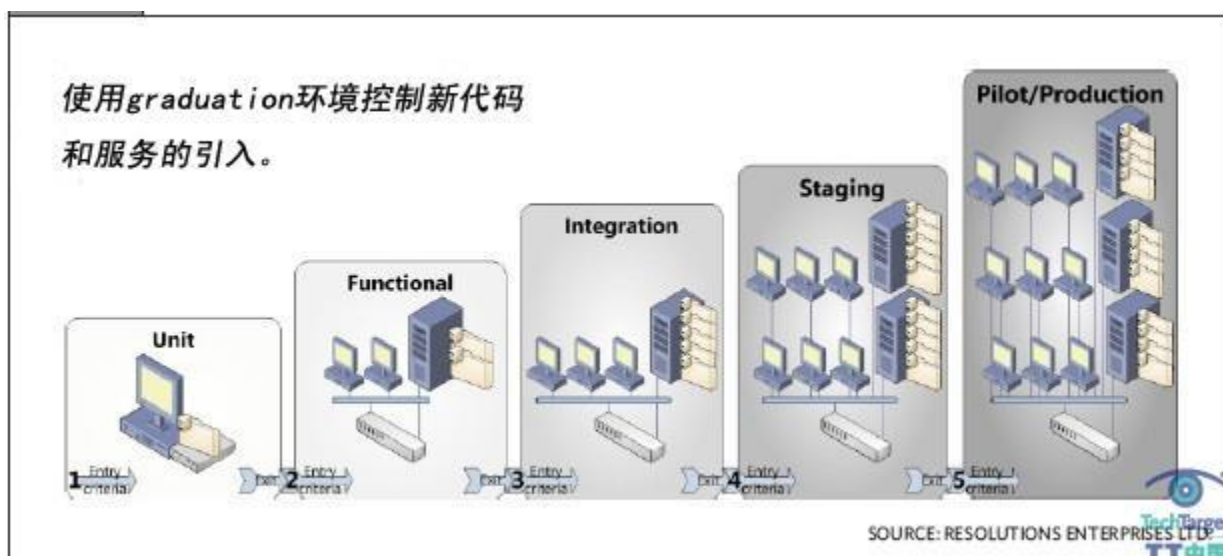 使用graduation环境控制新代码
和服务的引入。
Pilot/Production
Staging
Integration
Functional
Unit
1 Entry criteria
Exit
2 Entry criteria
Exit
3 Entry criteria
Exit
4 Entry criteria
Exit
5 Entry criteria
SOURCE: RESOLUTIONS ENTERPRISES LTD.
TechTarge